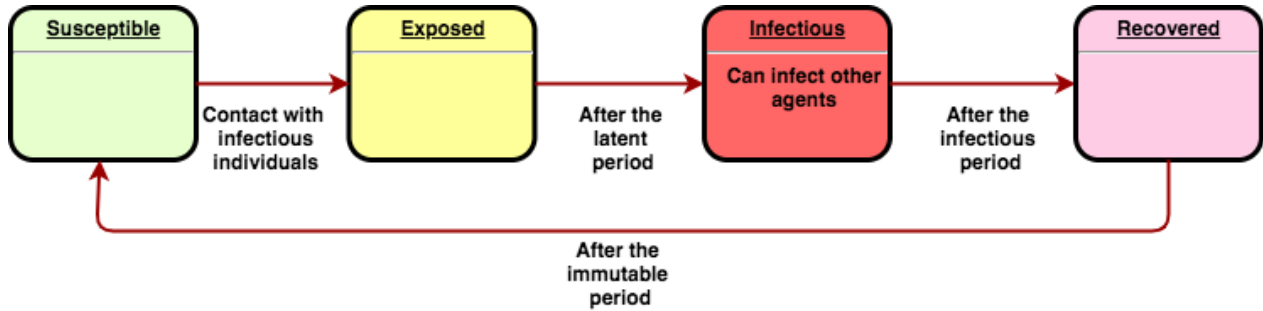 Susceptible
Exposed
Infectious
Recovered
Can infect other
agents
Contact with
infectious
individuals
After the
latent
period
After the
infectious
period
After the
immutable
period